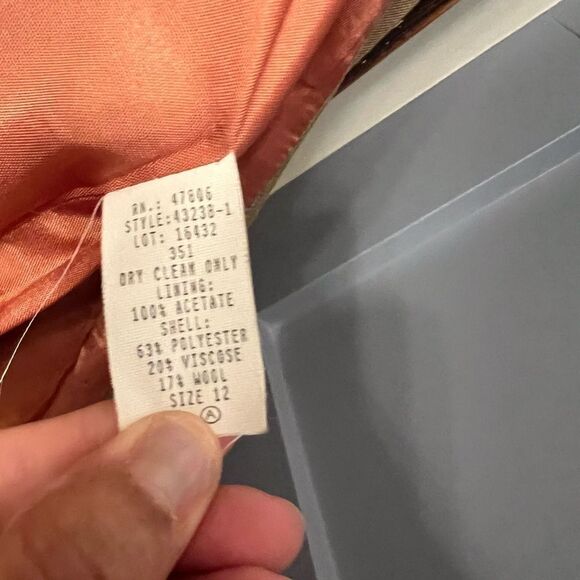 RN.: 47806
STYLE:43238-1
LOT: 16432
351
DRY CLEAN ONLY
LINING:
100% ACETATE
SHELL:
63% POLYESTER
20% VISCOSE
17% WOOL
SIZE 12
A